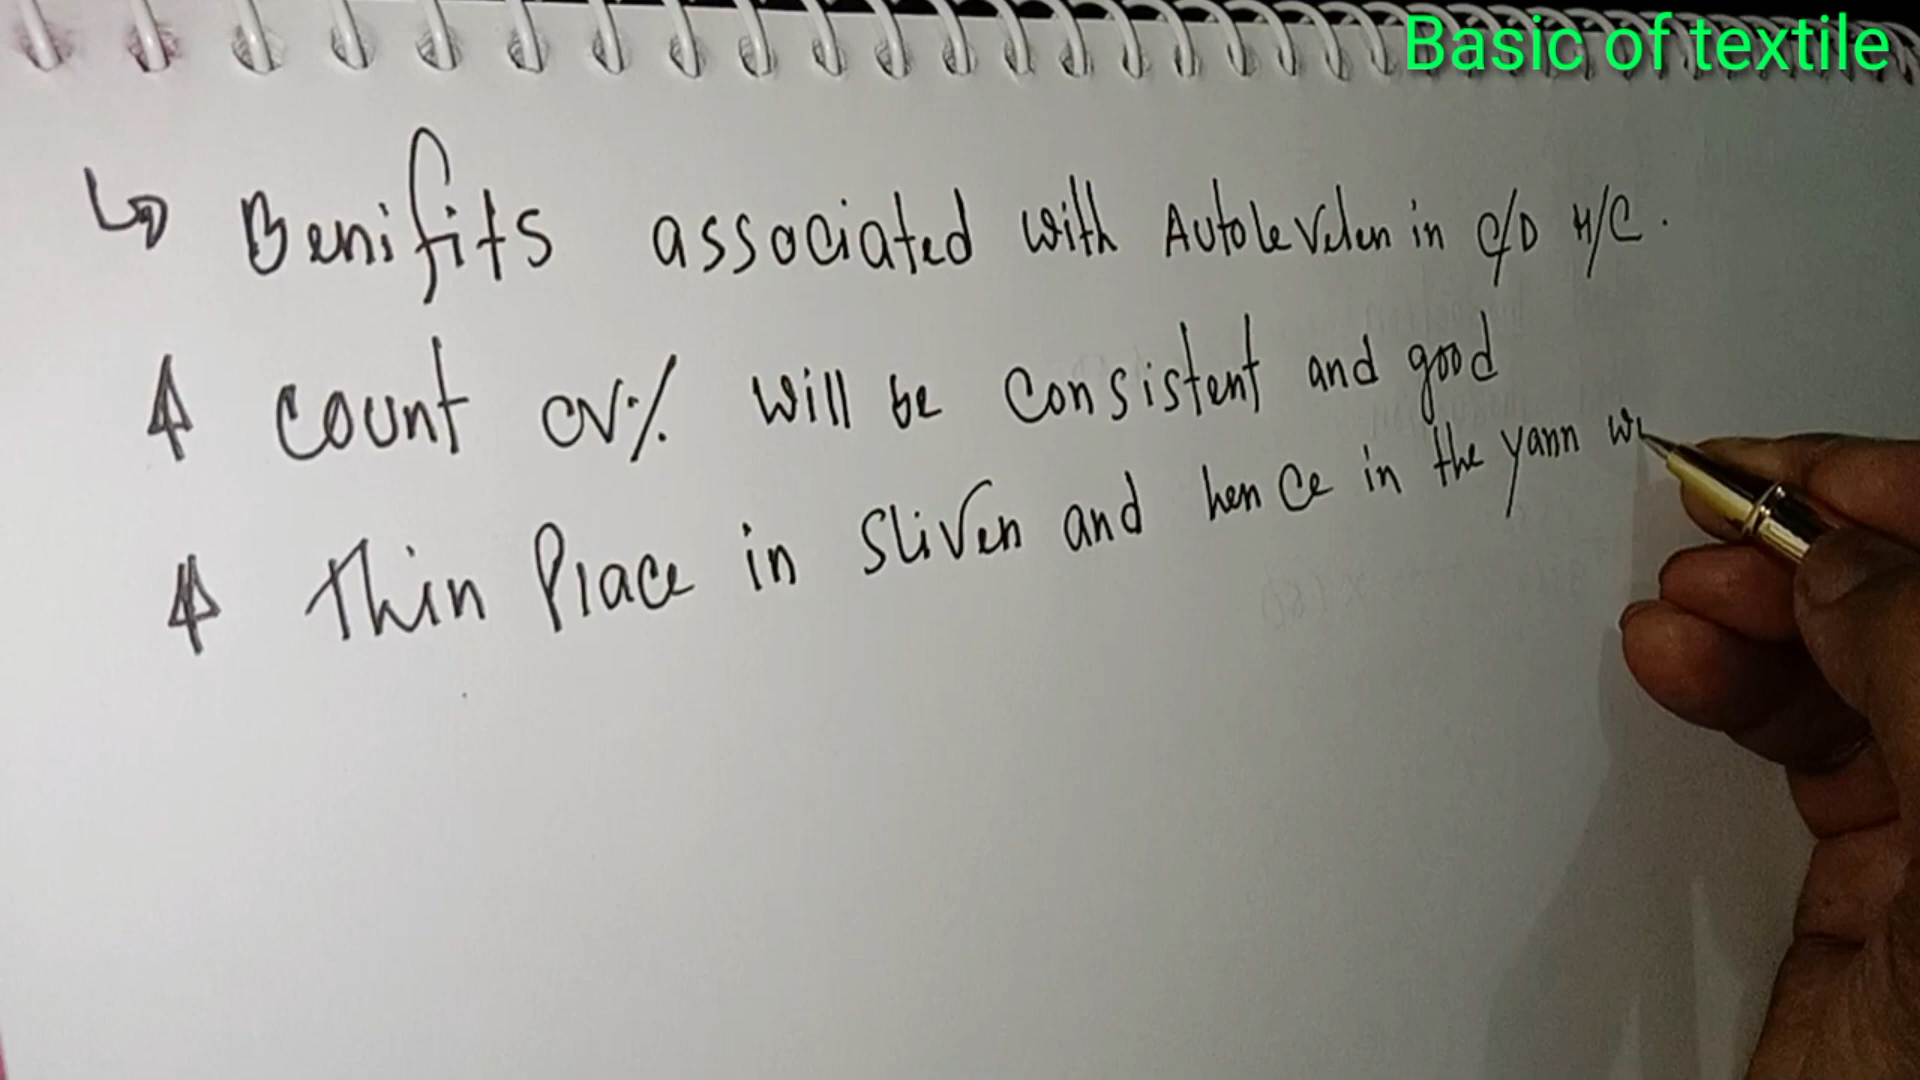 Basic of textile
↳ Benifits associated with Autoleveler in C/D M/C.
Count CV% will be Consistent and good
Thin Place in Sliver and hence in the yarn wi